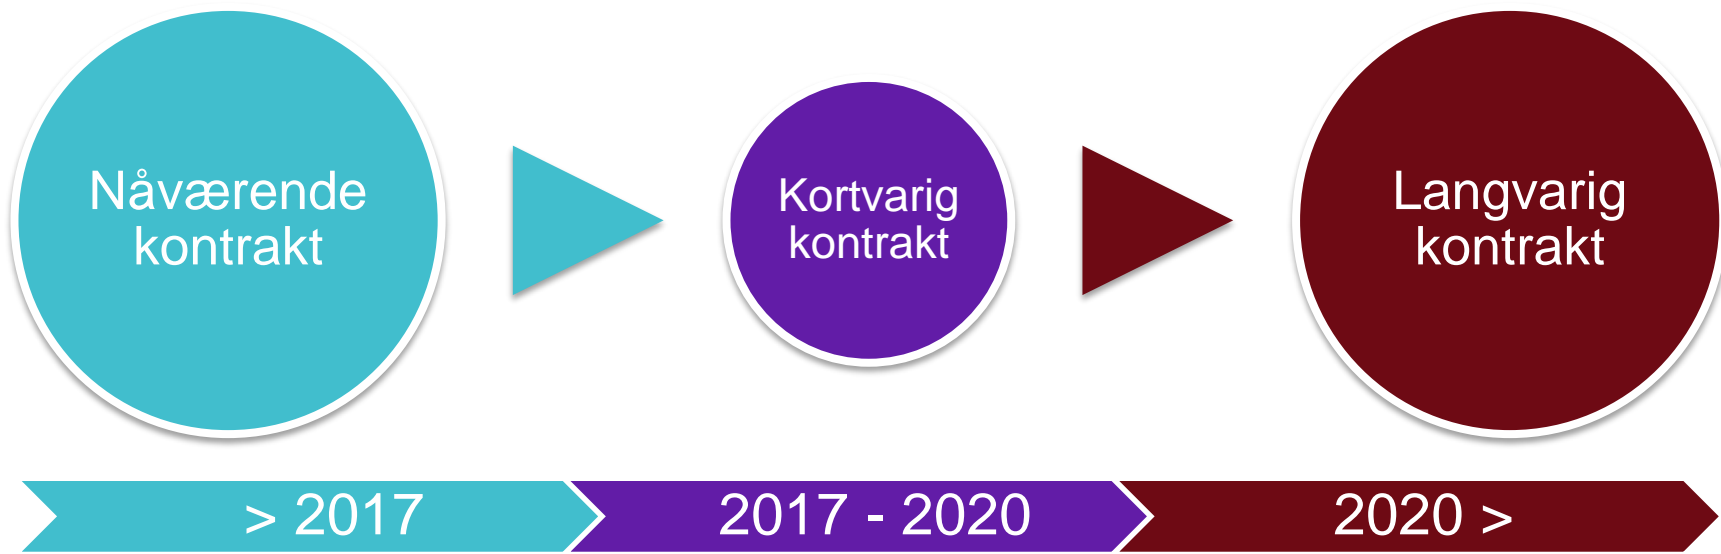 Nåværende
kontrakt
Kortvarig
kontrakt
Langvarig
kontrakt
> 2017
2017 - 2020
2020 >